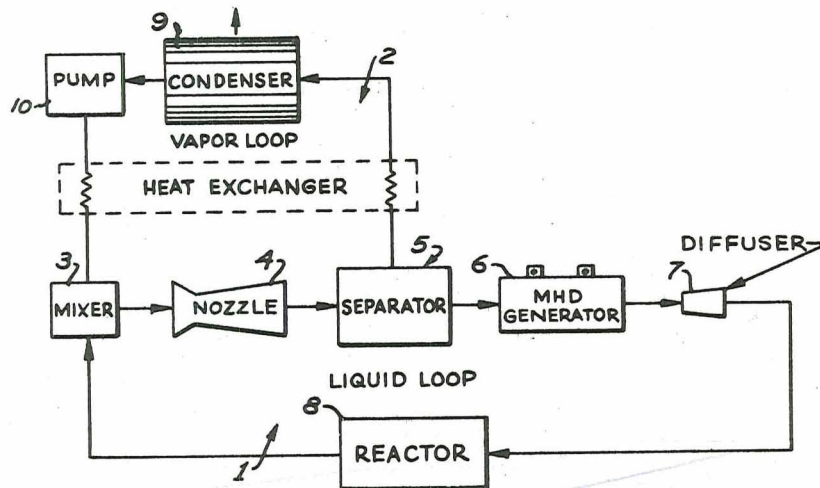 9
2
PUMP
CONDENSER
10
VAPOR LOOP
HEAT EXCHANGER
3
4
5
6
7
DIFFUSER
MIXER
NOZZLE
SEPARATOR
MHD
GENERATOR
LIQUID LOOP
8
1
REACTOR